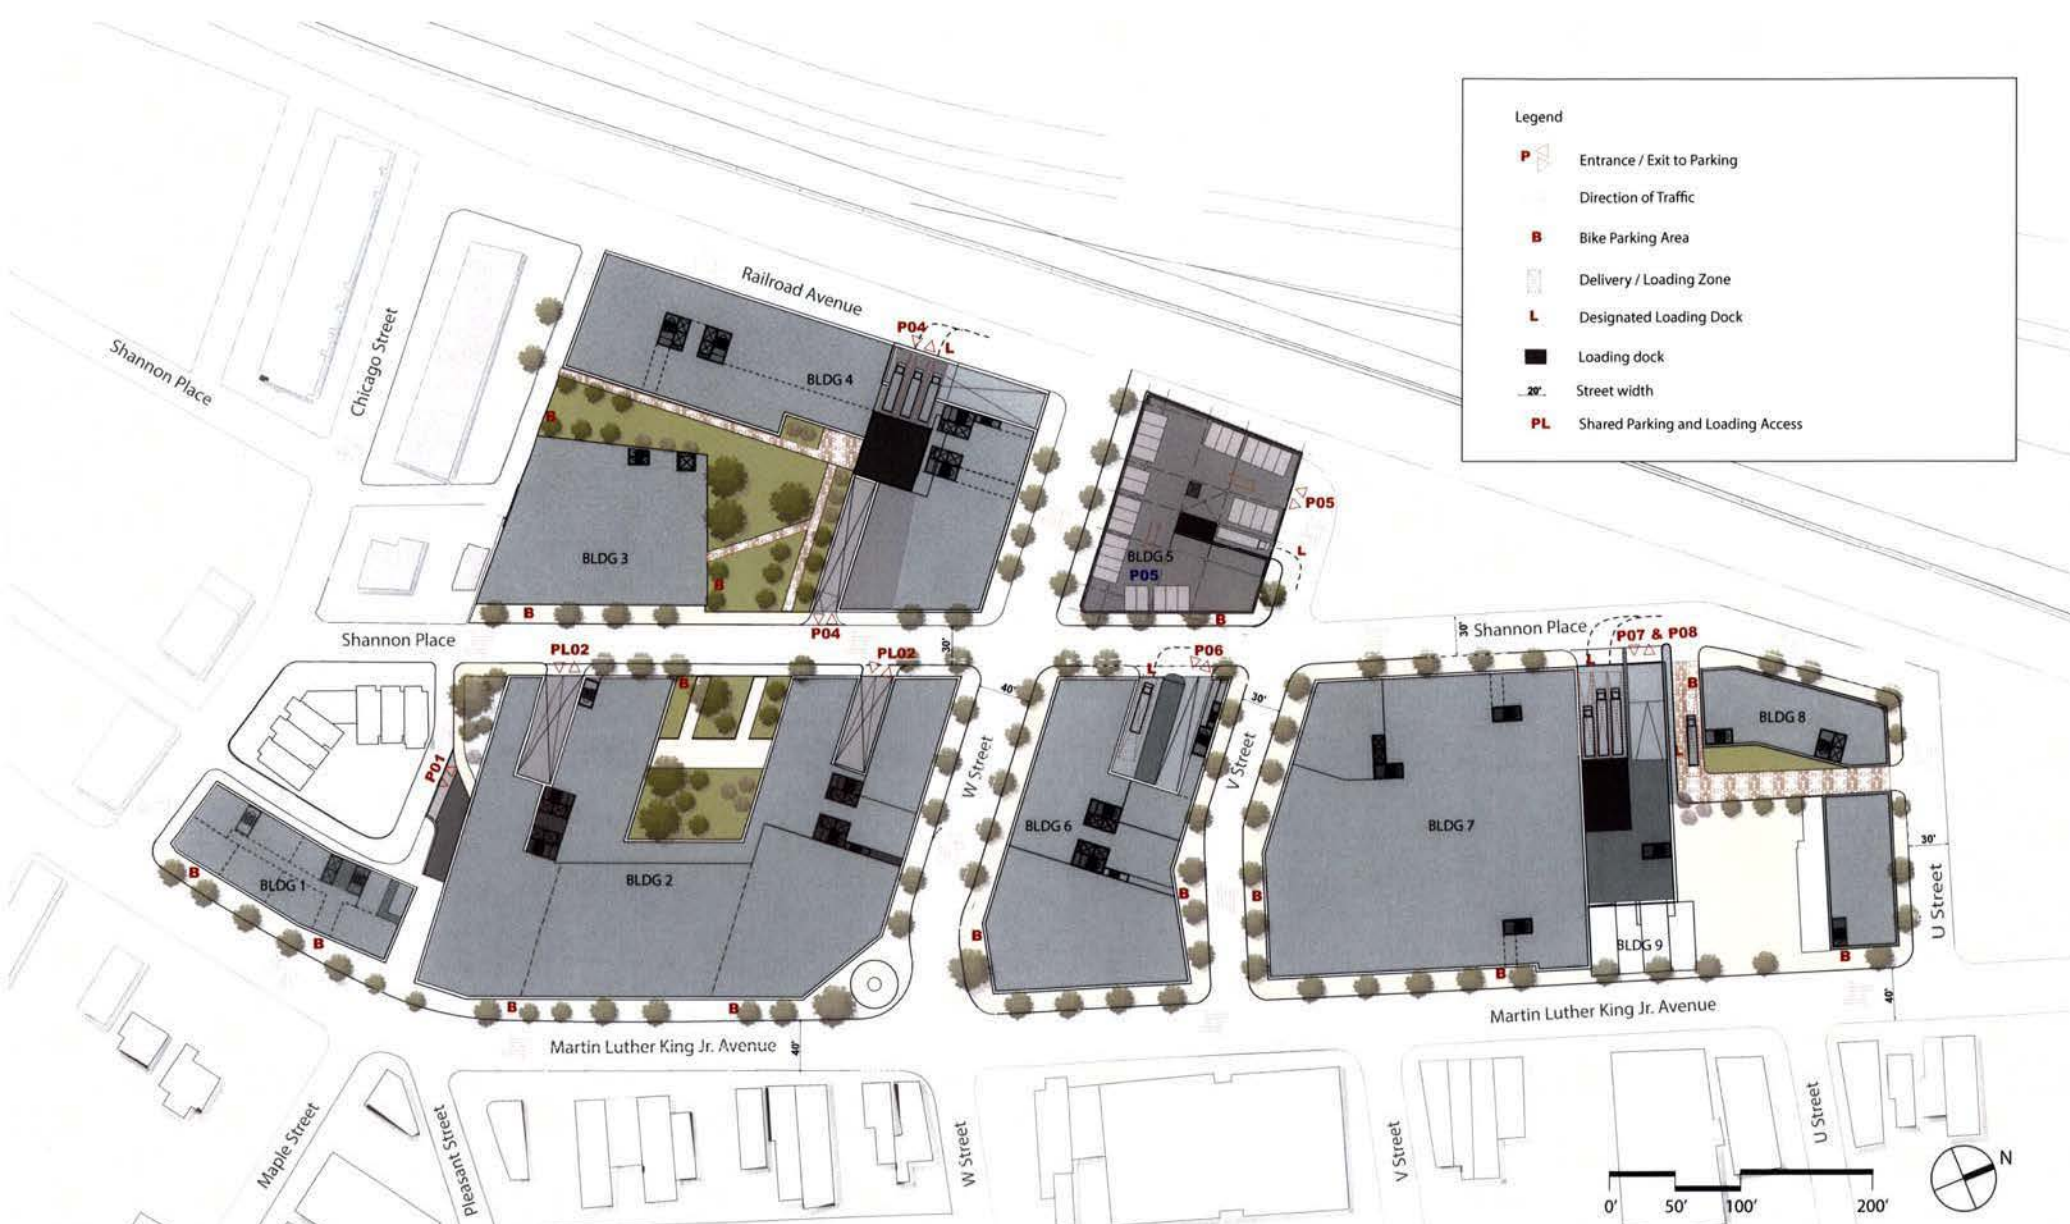 Legend
P Entrance / Exit to Parking
Direction of Traffic
B Bike Parking Area
Delivery / Loading Zone
L Designated Loading Dock
Loading dock
20' Street width
PL Shared Parking and Loading Access
Railroad Avenue
Shannon Place
Chicago Street
P04
L
BLDG 4
B
P05
BLDG 3
BLDG 5
P05
L
B
B
B
P04
Shannon Place
30'
30'
Shannon Place
PL02
PL02
P06
L
P07 & P08
L
B
B
40'
30'
BLDG 8
W Street
V Street
P01
BLDG 6
BLDG 7
30'
U Street
BLDG 1
BLDG 2
B
B
B
B
B
BLDG 9
B
B
B
B
40'
Martin Luther King Jr. Avenue
Martin Luther King Jr. Avenue
40'
Maple Street
Pleasant Street
W Street
V Street
U Street
N
0' 50' 100' 200'